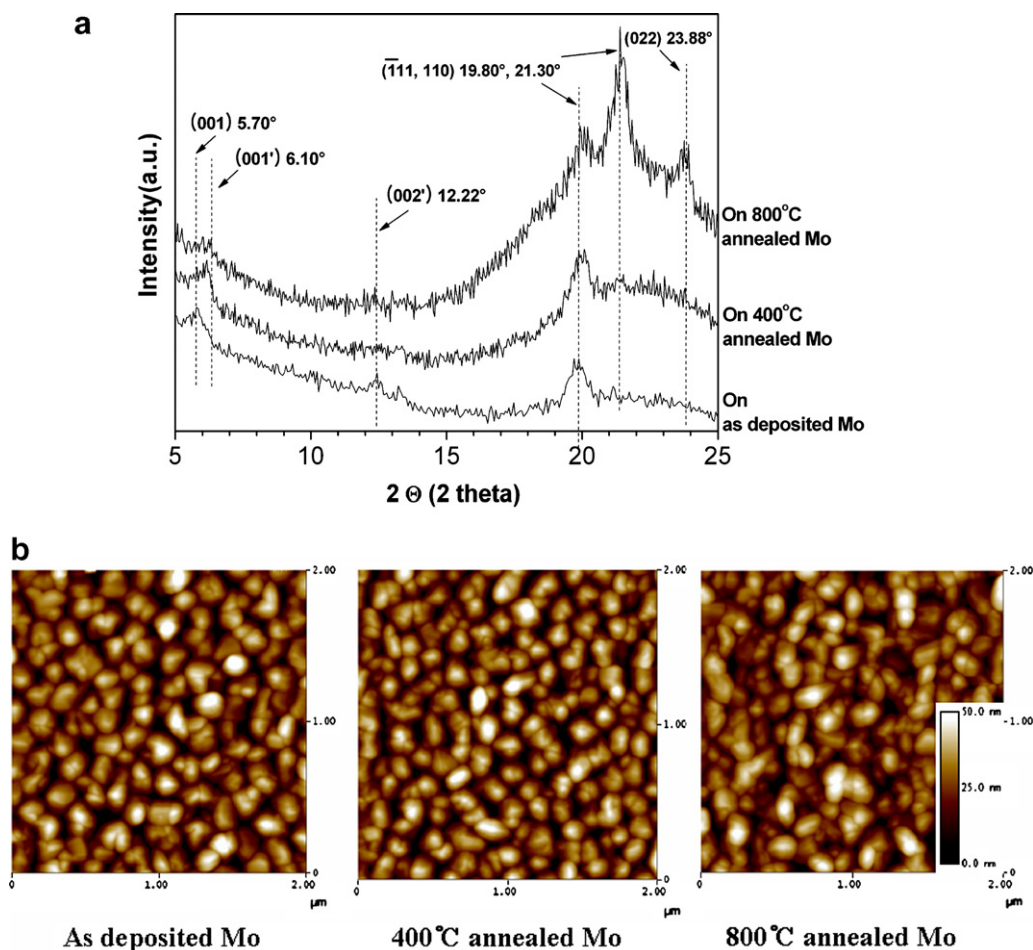 a
(001) 5.70°
(001') 6.10°
(002') 12.22°
(1̅11, 110) 19.80°, 21.30°
(022) 23.88°
Intensity(a.u.)
On 800°C
annealed Mo
On 400°C
annealed Mo
On
as deposited Mo
5 10 15 20 25
2 Θ (2 theta)
b
2.00
1.00
0
0 1.00 2.00
µm
2.00
1.00
0
0 1.00 2.00
µm
2.00
50.0 nm
1.00
25.0 nm
0.0 nm
0
0 1.00 2.00
µm
As deposited Mo
400℃ annealed Mo
800℃ annealed Mo